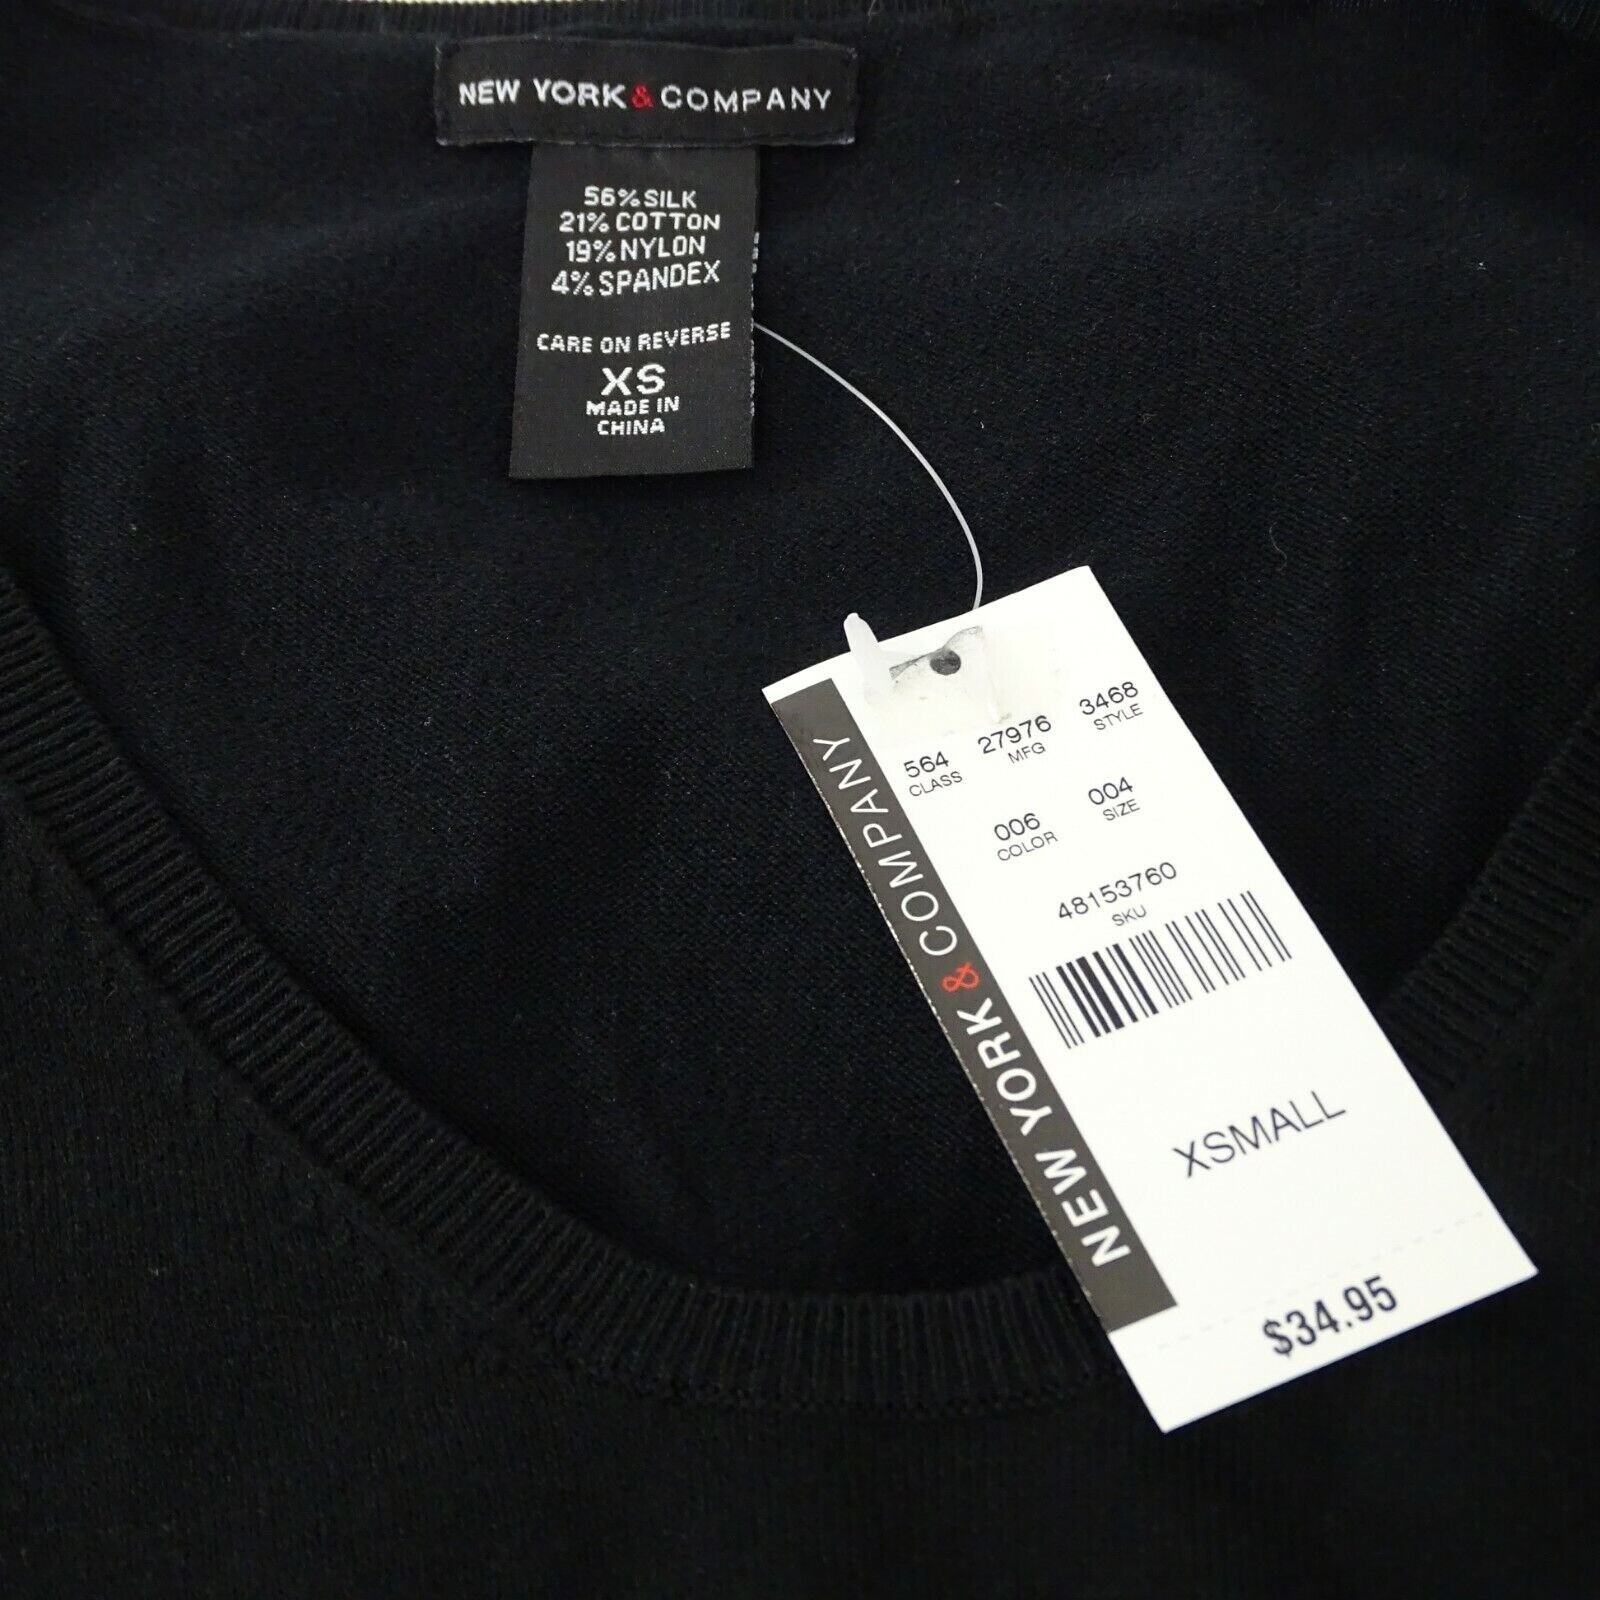 NEW YORK & COMPANY
56% SILK
21% COTTON
19% NYLON
4% SPANDEX
CARE ON REVERSE
XS
MADE IN
CHINA
NEW YORK & COMPANY
564 27976 3468
CLASS MFG STYLE
006 004
COLOR SIZE
48153760
SKU
XSMALL
$34.95